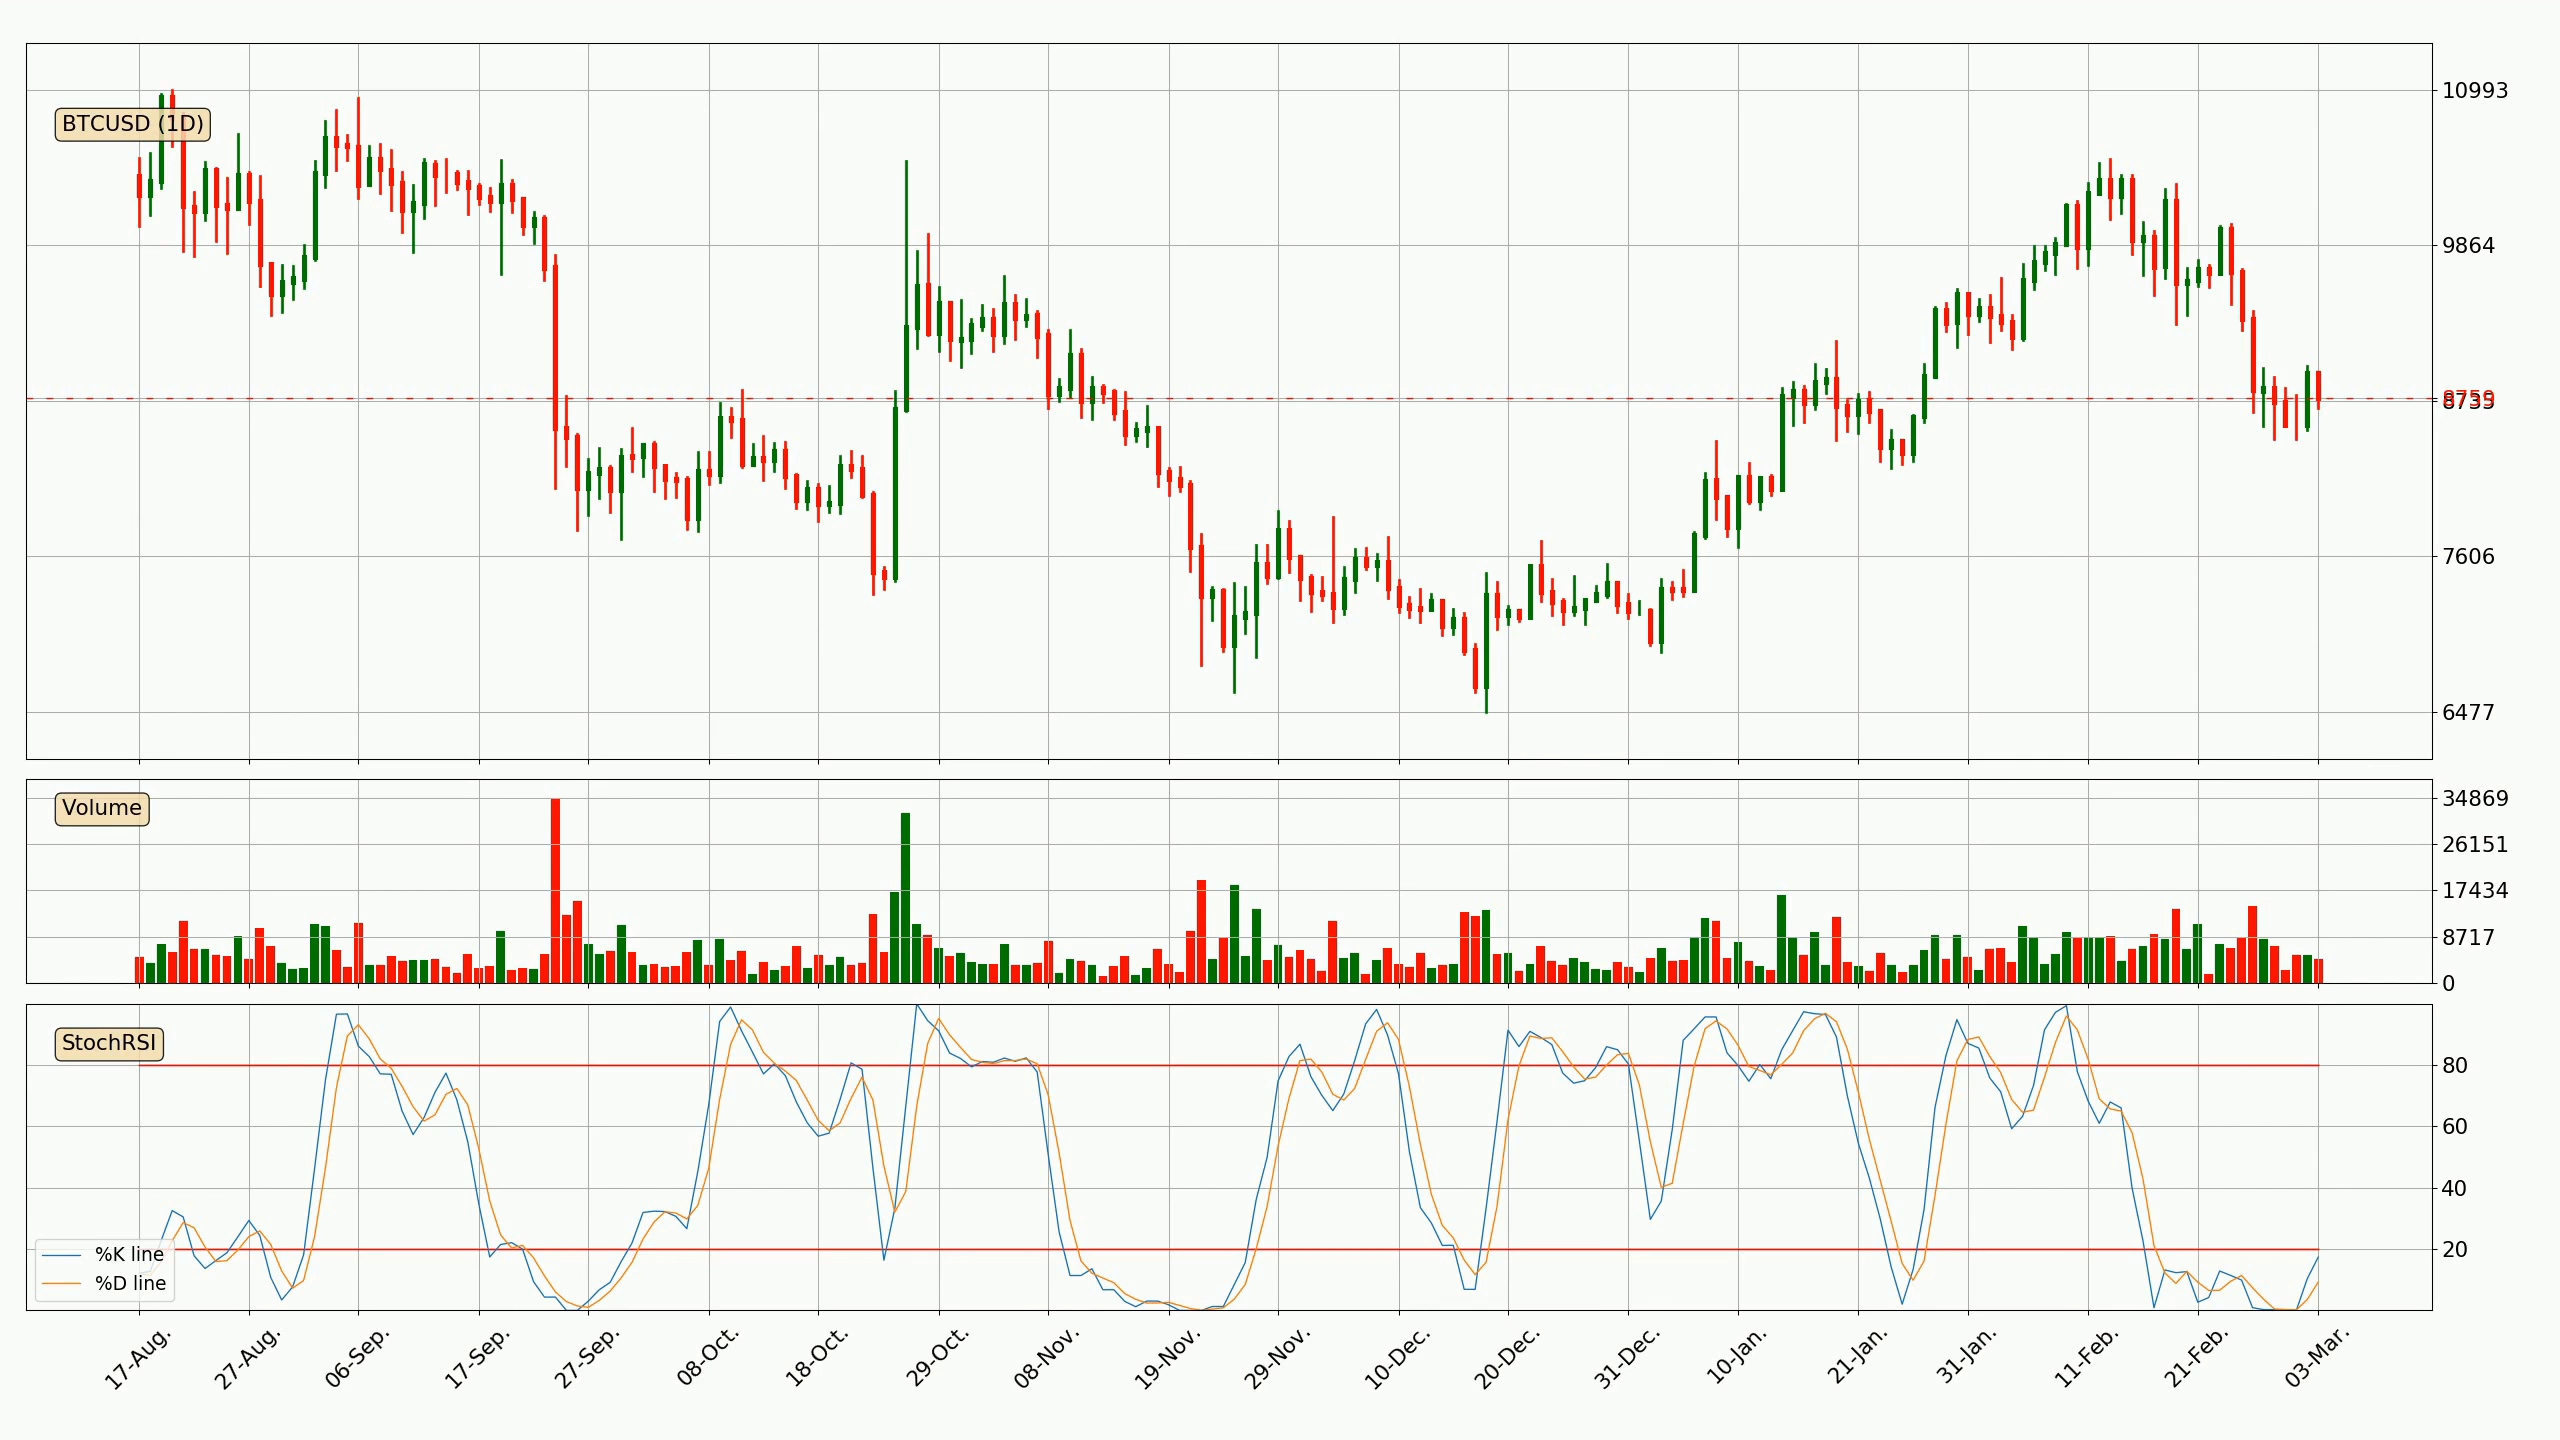 BTCUSD (1D)
10993
9864
8735
7606
6477
Volume
34869
26151
17434
8717
0
StochRSI
80
60
40
20
%K line
%D line
17-Aug.
27-Aug.
06-Sep.
17-Sep.
27-Sep.
08-Oct.
18-Oct.
29-Oct.
08-Nov.
19-Nov.
29-Nov.
10-Dec.
20-Dec.
31-Dec.
10-Jan.
21-Jan.
31-Jan.
11-Feb.
21-Feb.
03-Mar.